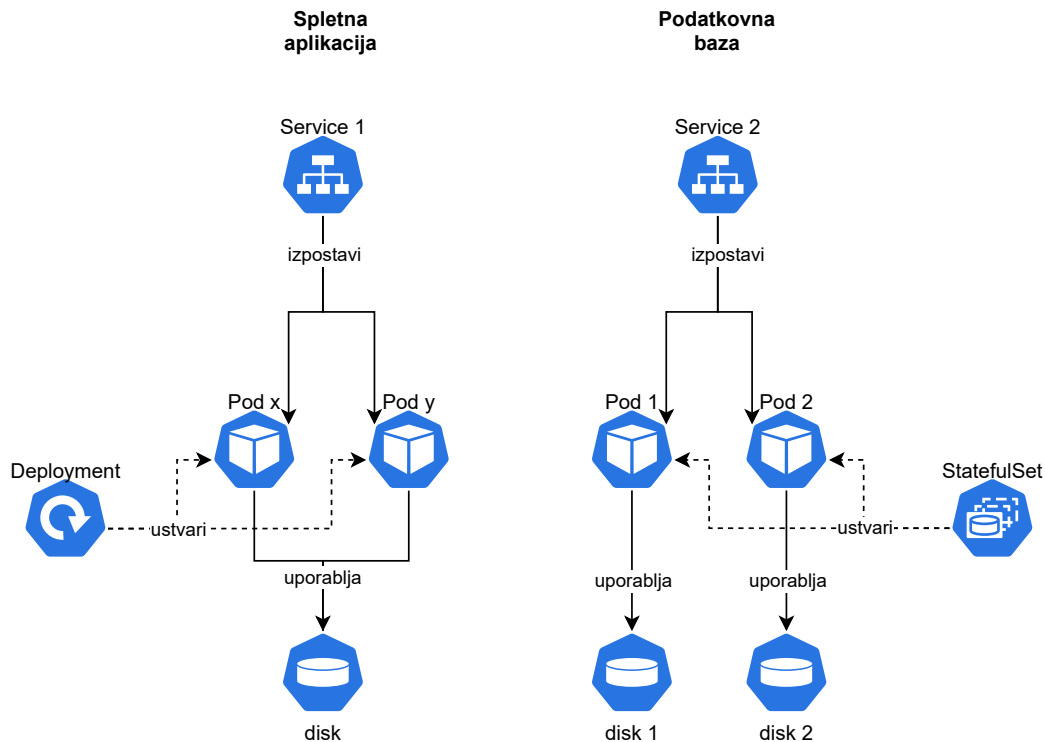 Spletna
aplikacija
Podatkovna
baza
Service 1
Service 2
izpostavi
izpostavi
Pod x
Pod y
Pod 1
Pod 2
Deployment
StatefulSet
ustvari
ustvari
uporablja
uporablja
uporablja
disk
disk 1
disk 2